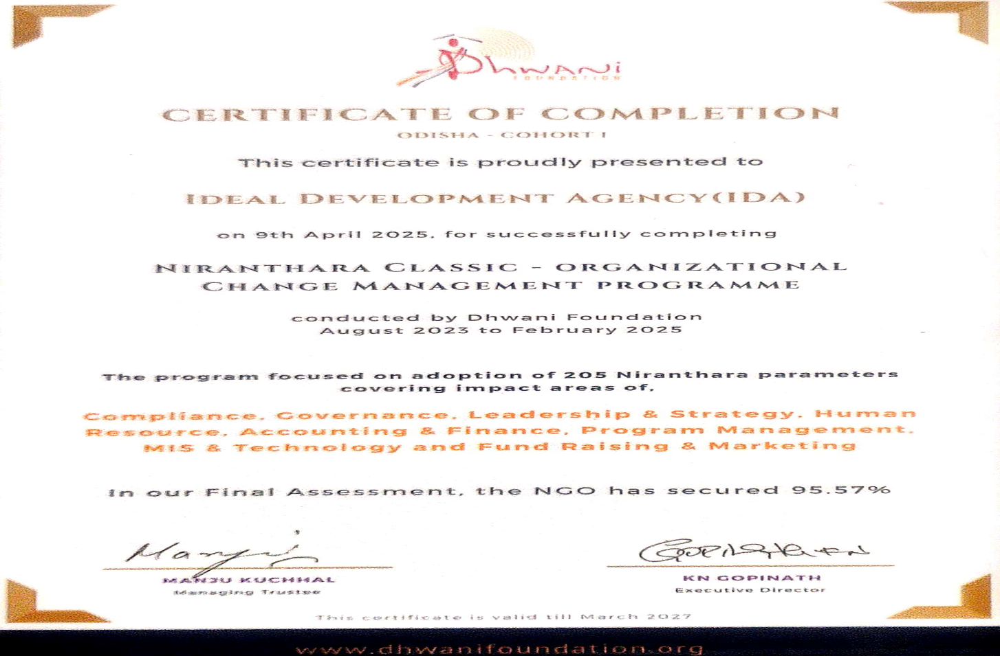 Dhwani
FOUNDATION
CERTIFICATE OF COMPLETION
ODISHA - COHORT I
This certificate is proudly presented to
IDEAL DEVELOPMENT AGENCY(IDA)
on 9th April 2025, for successfully completing
NIRANTHARA CLASSIC - ORGANIZATIONAL
CHANGE MANAGEMENT PROGRAMME
conducted by Dhwani Foundation
August 2023 to February 2025
The program focused on adoption of 205 Niranthara parameters
covering impact areas of,
Compliance, Governance, Leadership & Strategy, Human
Resource, Accounting & Finance, Program Management,
MIS & Technology and Fund Raising & Marketing
In our Final Assessment, the NGO has secured 95.57%
Manju
MANJU KUCHHAL
Managing Trustee
KN GOPINATH
Executive Director
This certificate is valid till March 2027
www.dhwanifoundation.org